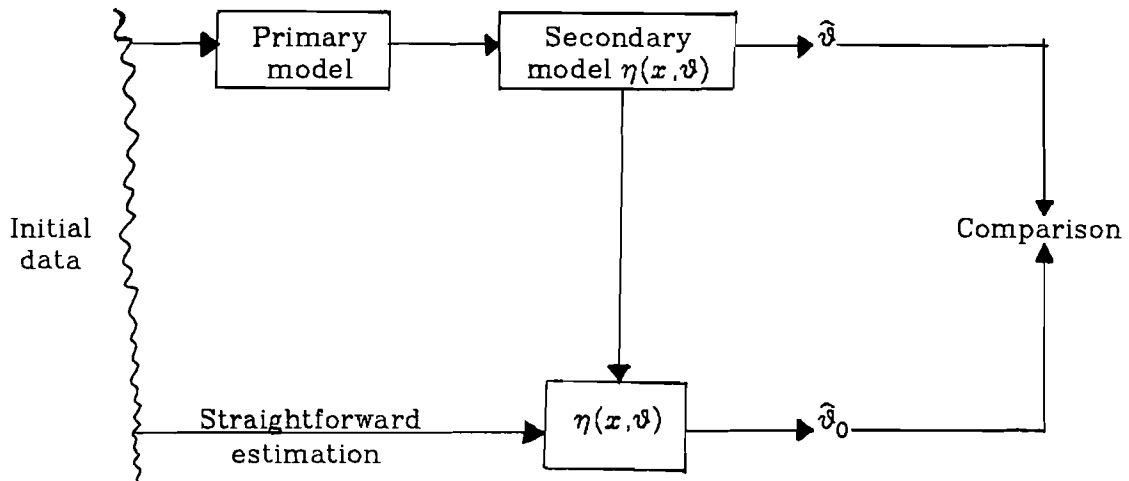 Primary
model
Secondary
model η(x,ϑ)
ϑ̂
Initial
data
Comparison
Straightforward
estimation
η(x,ϑ)
ϑ̂₀